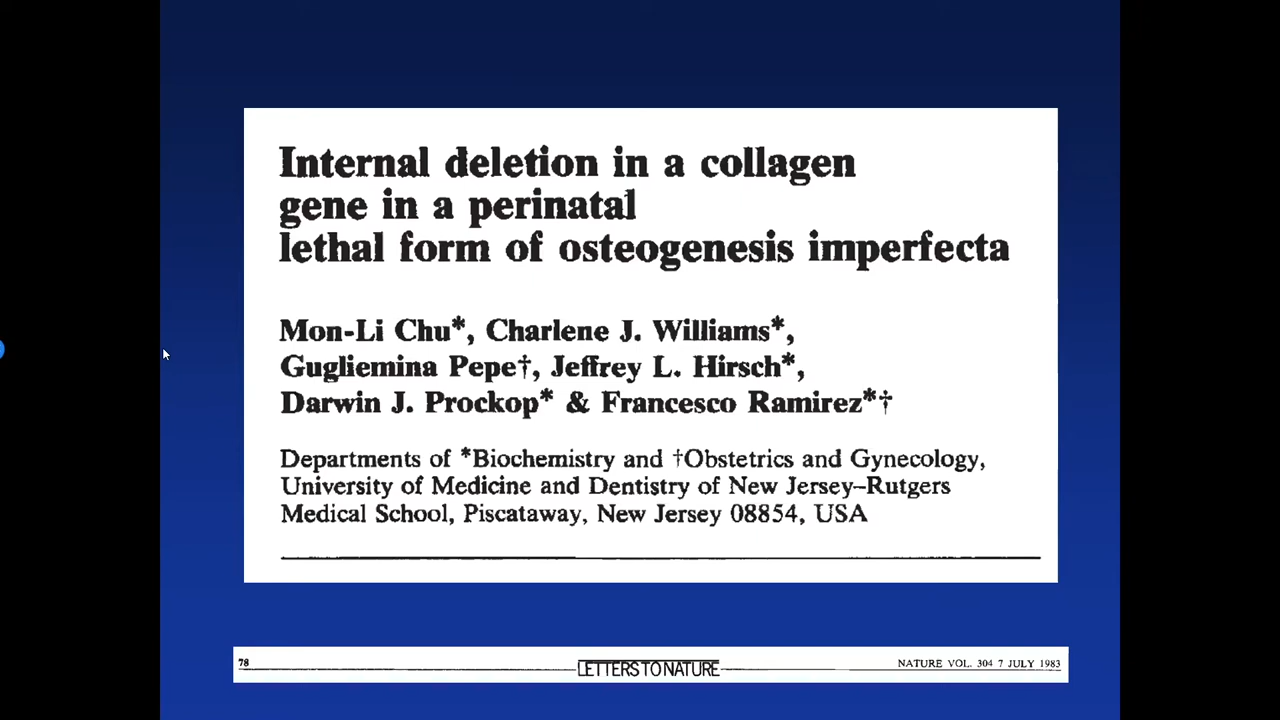 Internal deletion in a collagen
gene in a perinatal
lethal form of osteogenesis imperfecta
Mon-Li Chu*, Charlene J. Williams*,
Gugliemina Pepe†, Jeffrey L. Hirsch*,
Darwin J. Prockop* & Francesco Ramirez*†
Departments of *Biochemistry and †Obstetrics and Gynecology,
University of Medicine and Dentistry of New Jersey–Rutgers
Medical School, Piscataway, New Jersey 08854, USA
78 LETTERS TO NATURE NATURE VOL. 304 7 JULY 1983